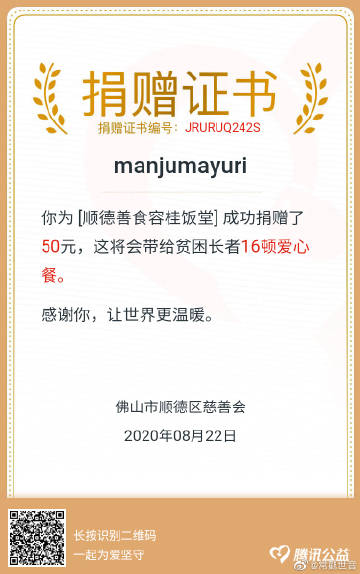 捐赠证书
捐赠证书编号：JRURUQ242S
manjumayuri
你为 [顺德善食容桂饭堂] 成功捐赠了
50元，这将会带给贫困长者16顿爱心
餐。
感谢你，让世界更温暖。
佛山市顺德区慈善会
2020年08月22日
长按识别二维码
一起为爱坚守
腾讯公益